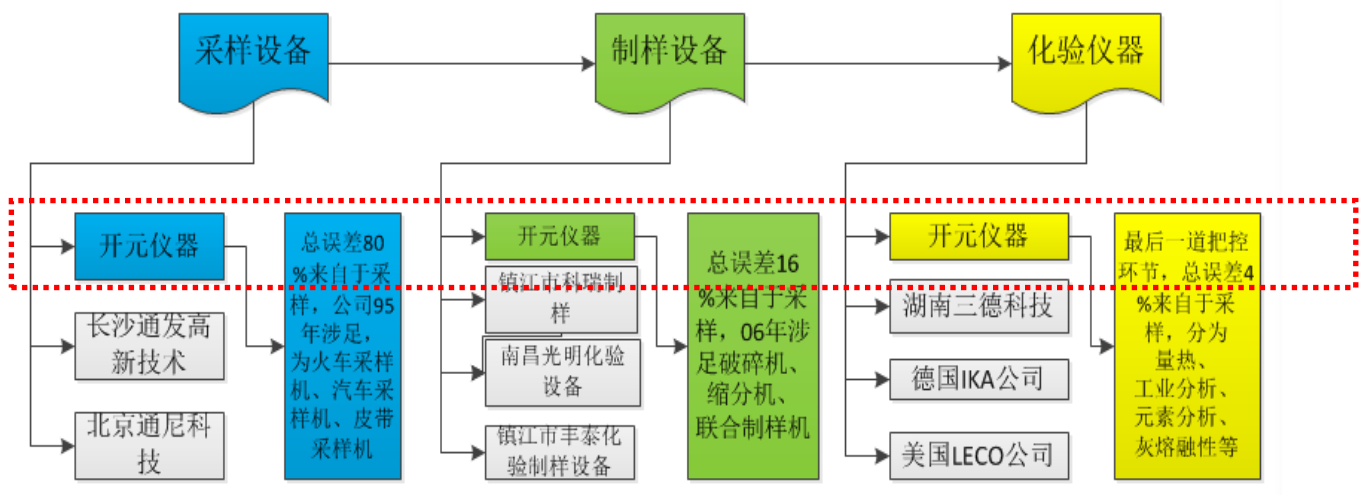 采样设备
制样设备
化验仪器
开元仪器
总误差80
%来自于采
样，公司95
年涉足，
为火车采样
机、汽车采
样机、皮带
采样机
长沙通发高
新技术
北京通尼科
技
开元仪器
总误差16
%来自于采
样，06年涉
足破碎机、
缩分机、
联合制样机
镇江市科瑞制
样
南昌光明化验
设备
镇江市丰泰化
验制样设备
开元仪器
最后一道把控
环节，总误差4
%来自于采
样，分为
量热、
工业分析、
元素分析、
灰熔融性等
湖南三德科技
德国IKA公司
美国LECO公司